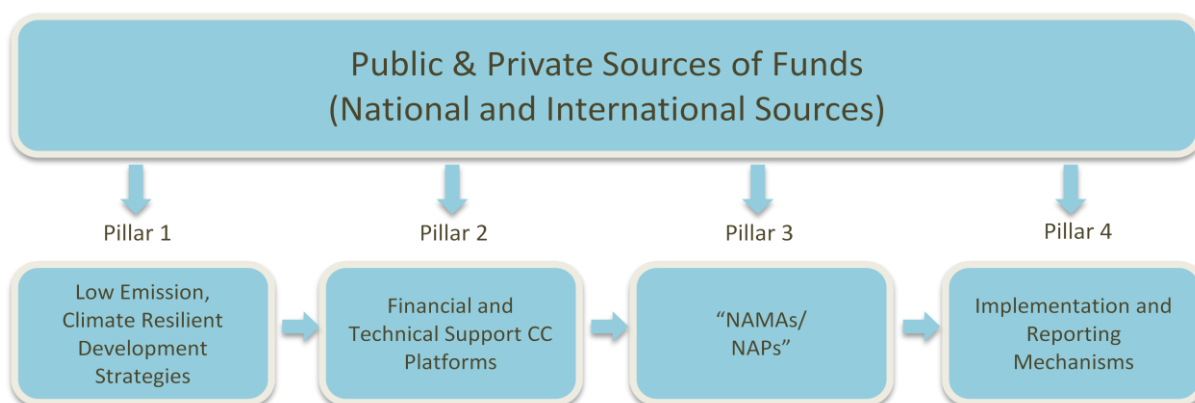 Public & Private Sources of Funds
(National and International Sources)
Pillar 1
Pillar 2
Pillar 3
Pillar 4
Low Emission,
Climate Resilient
Development
Strategies
Financial and
Technical Support CC
Platforms
“NAMAs/
NAPs”
Implementation and
Reporting
Mechanisms